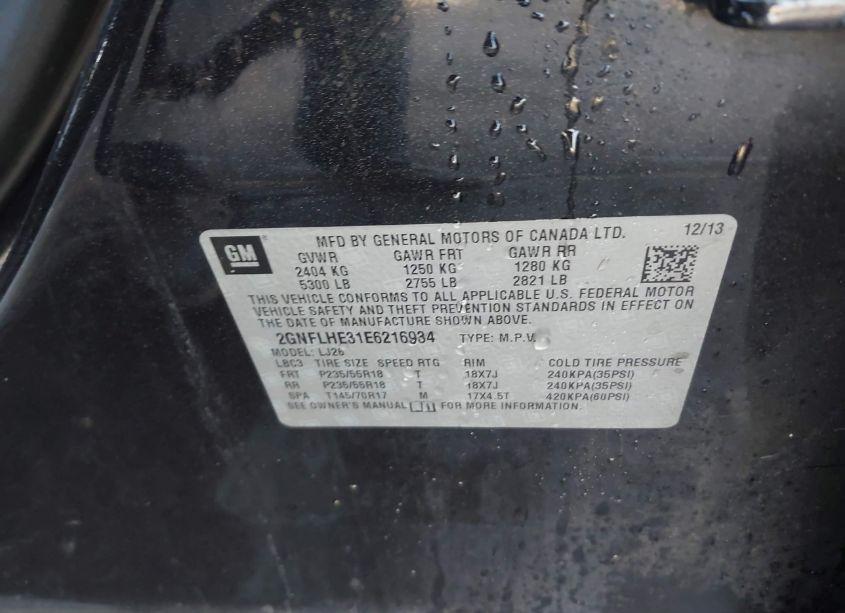 GM MFD BY GENERAL MOTORS OF CANADA LTD. 12/13
GVWR GAWR FRT GAWR RR
2404 KG 1250 KG 1280 KG
5300 LB 2755 LB 2821 LB
THIS VEHICLE CONFORMS TO ALL APPLICABLE U.S. FEDERAL MOTOR
VEHICLE SAFETY AND THEFT PREVENTION STANDARDS IN EFFECT ON
THE DATE OF MANUFACTURE SHOWN ABOVE.
2GNFLHE31E6216934 TYPE: M.P.V.
MODEL: LJ26
L8C3 TIRE SIZE SPEED RTG RIM COLD TIRE PRESSURE
FRT P235/55R18 T 18X7J 240KPA(35PSI)
RR P235/55R18 T 18X7J 240KPA(35PSI)
SPA T145/70R17 M 17X4.5T 420KPA(60PSI)
SEE OWNER'S MANUAL FOR MORE INFORMATION.